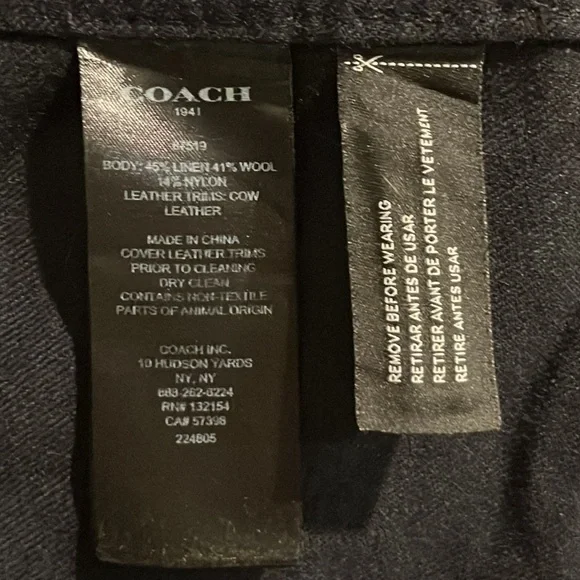 COACH
1941
87519
BODY: 45% LINEN 41% WOOL
14% NYLON
LEATHER TRIMS: COW
LEATHER
MADE IN CHINA
COVER LEATHER TRIMS
PRIOR TO CLEANING
DRY CLEAN
CONTAINS NON-TEXTILE
PARTS OF ANIMAL ORIGIN
COACH INC.
10 HUDSON YARDS
NY, NY
888-262-6224
RN# 132154
CA# 57398
224805
REMOVE BEFORE WEARING
RETIRAR ANTES DE USAR
RETIRER AVANT DE PORTER LE VETEMENT
RETIRE ANTES USAR